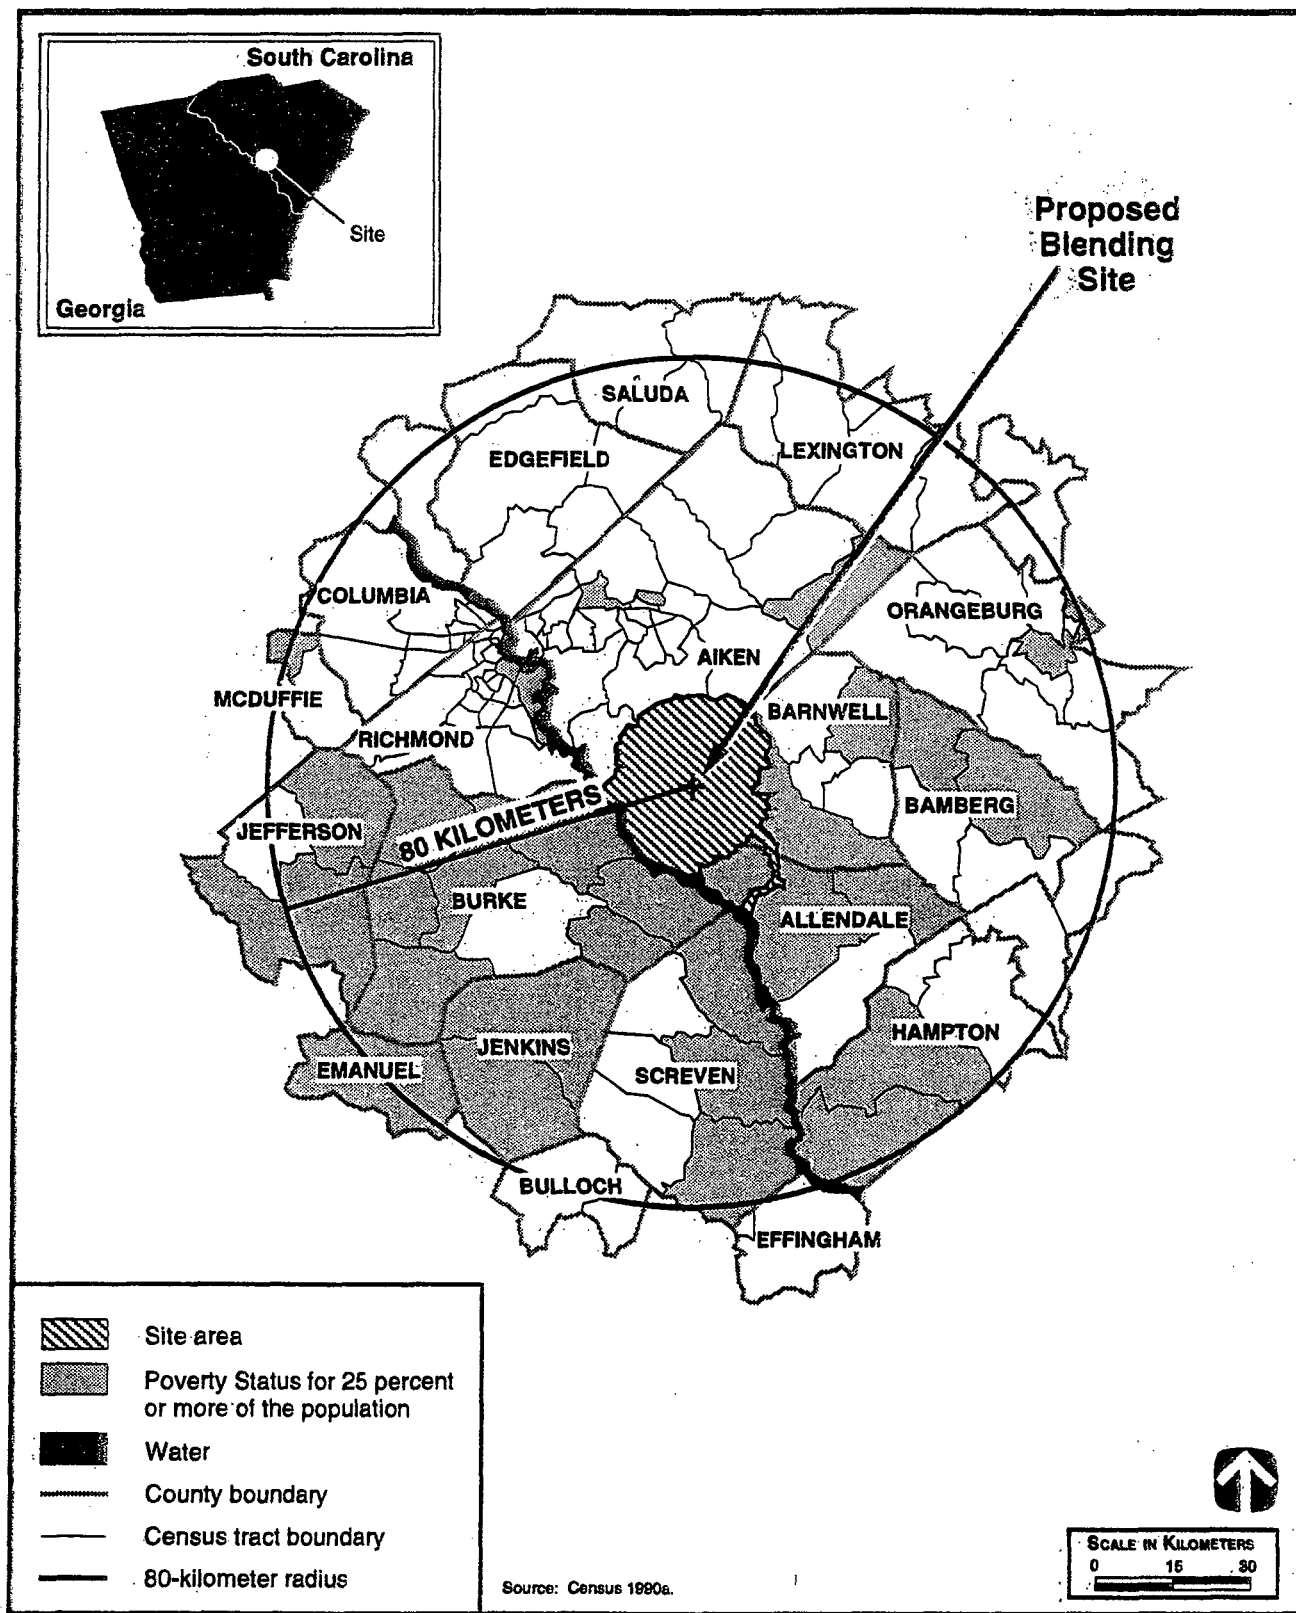 South Carolina
Site
Georgia
Proposed
Blending
Site
SALUDA
LEXINGTON
EDGEFIELD
COLUMBIA
ORANGEBURG
AIKEN
MCDUFFIE
BARNWELL
RICHMOND
80 KILOMETERS
BAMBERG
JEFFERSON
BURKE
ALLENDALE
HAMPTON
JENKINS
EMANUEL
SCREVEN
BULLOCH
EFFINGHAM
Site area
Poverty Status for 25 percent
or more of the population
Water
County boundary
Census tract boundary
80-kilometer radius
Source: Census 1990a.
SCALE IN KILOMETERS
0 15 30